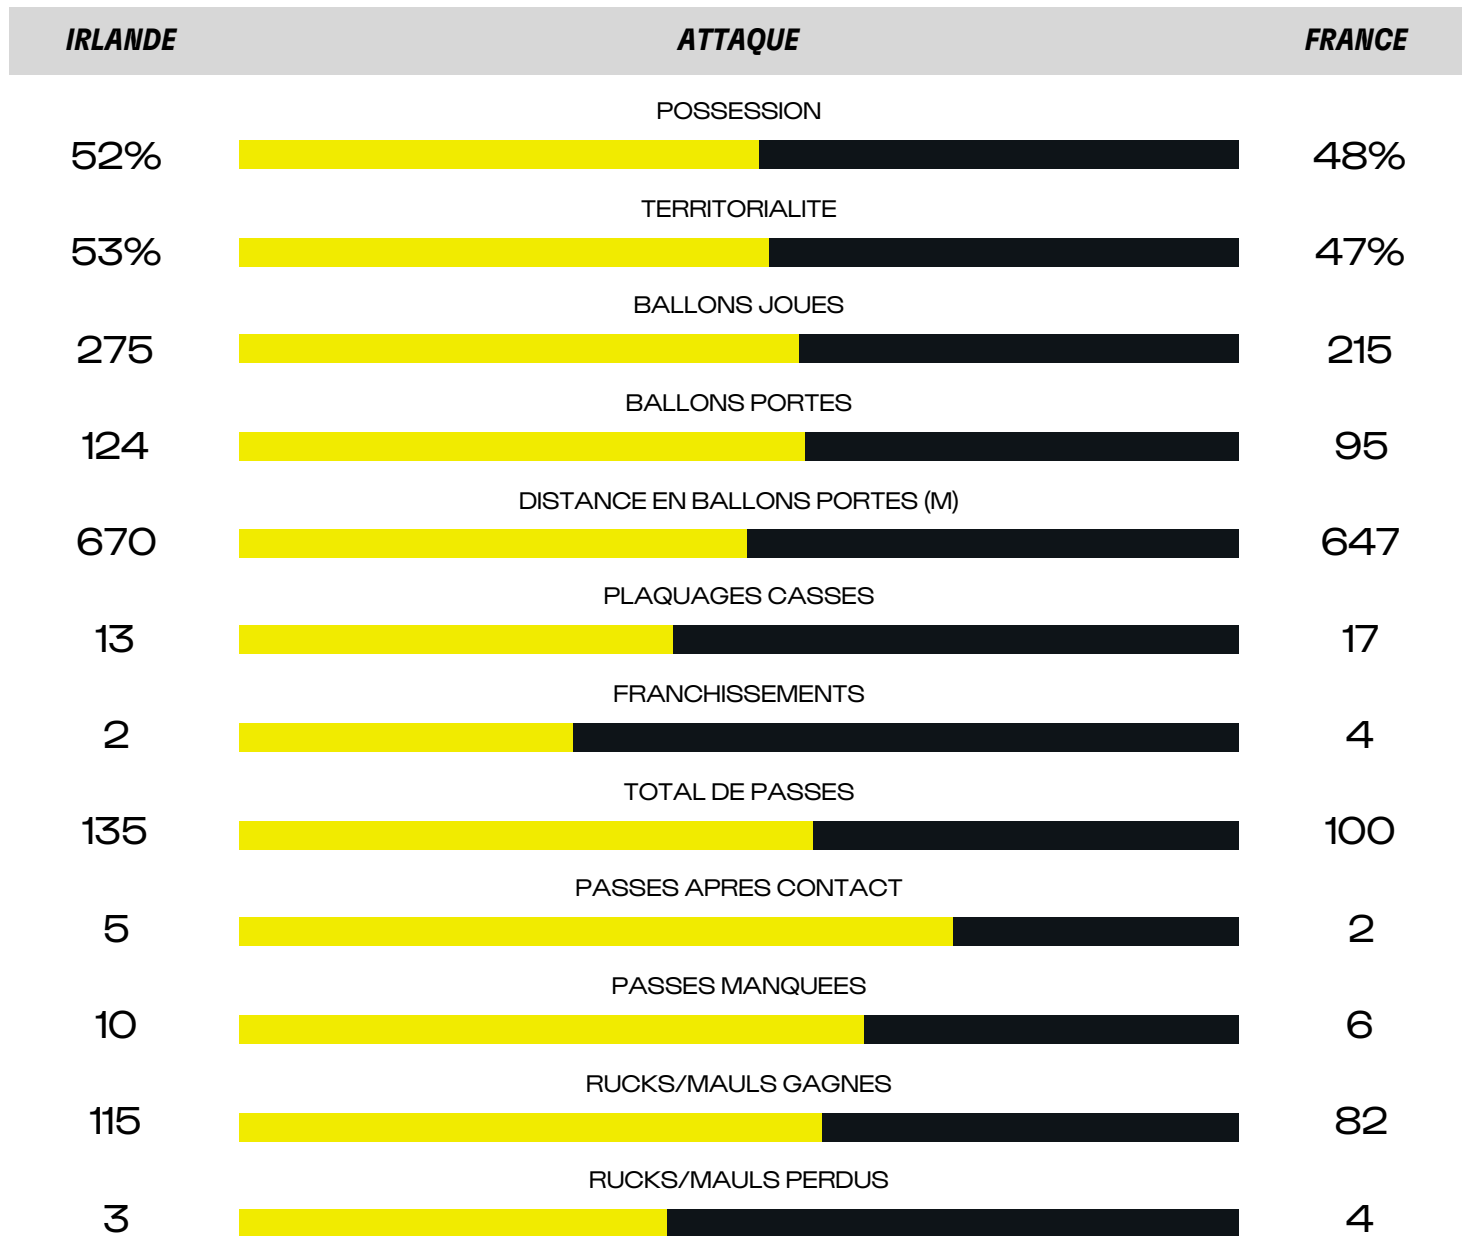 IRLANDE ATTAQUE FRANCE
POSSESSION
52% 48%
TERRITORIALITE
53% 47%
BALLONS JOUES
275 215
BALLONS PORTES
124 95
DISTANCE EN BALLONS PORTES (M)
670 647
PLAQUAGES CASSES
13 17
FRANCHISSEMENTS
2 4
TOTAL DE PASSES
135 100
PASSES APRES CONTACT
5 2
PASSES MANQUEES
10 6
RUCKS/MAULS GAGNES
115 82
RUCKS/MAULS PERDUS
3 4